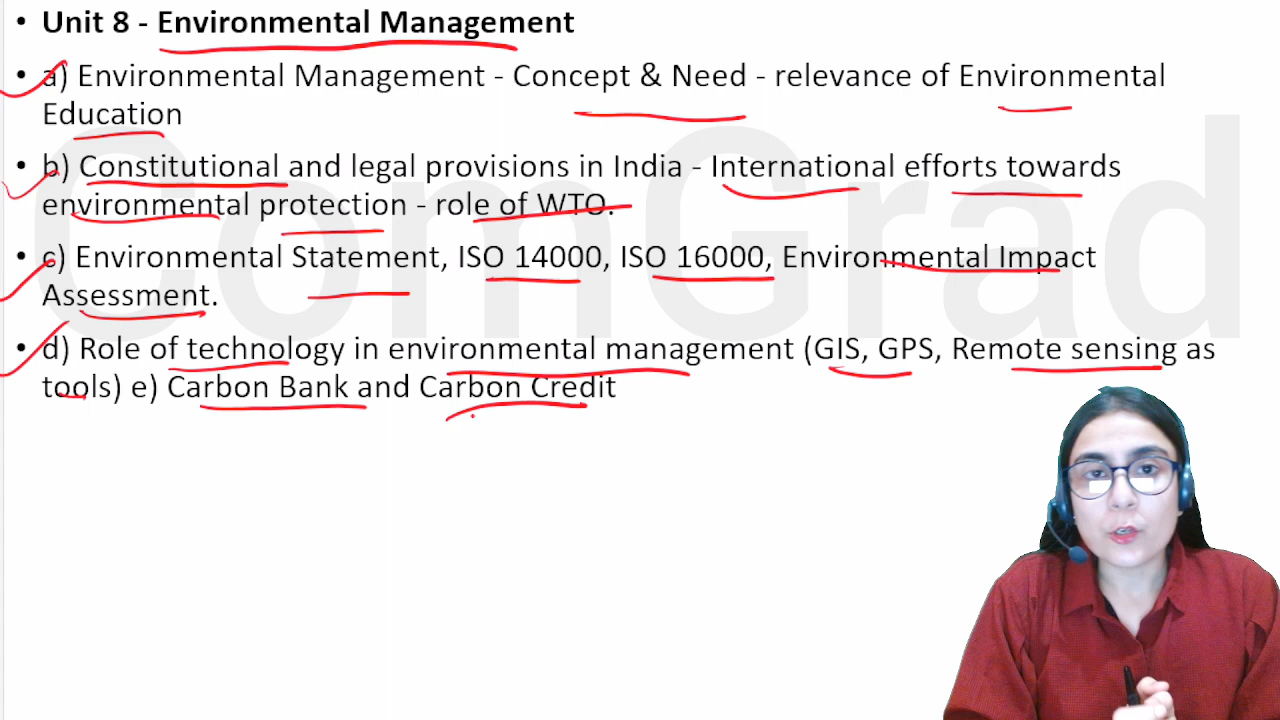 • Unit 8 - Environmental Management
• a) Environmental Management - Concept & Need - relevance of Environmental
Education
• b) Constitutional and legal provisions in India - International efforts towards
environmental protection - role of WTO.
• c) Environmental Statement, ISO 14000, ISO 16000, Environmental Impact
Assessment.
• d) Role of technology in environmental management (GIS, GPS, Remote sensing as
tools) e) Carbon Bank and Carbon Credit
ComGrad